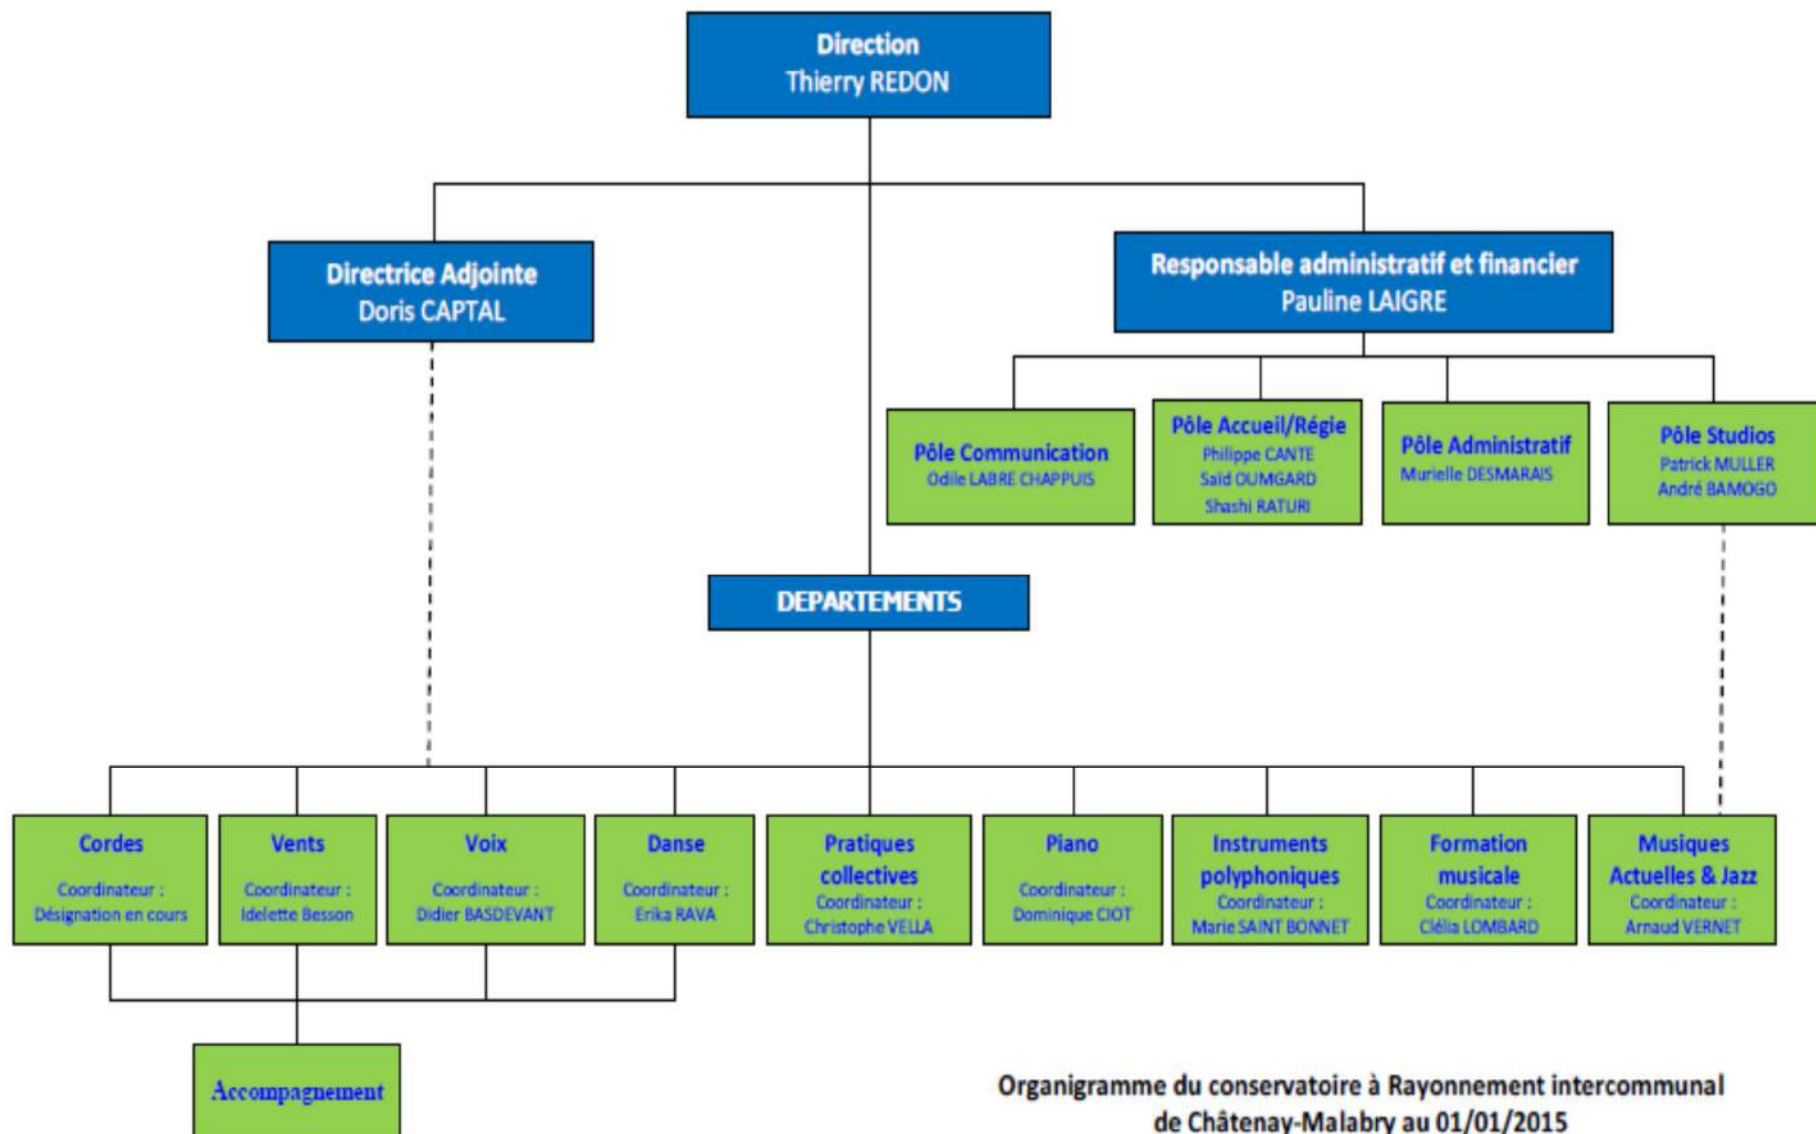 Direction
Thierry REDON
Directrice Adjointe
Doris CAPTAL
Responsable administratif et financier
Pauline LAIGRE
Pôle Communication
Odile LABRE CHAPPUIS
Pôle Accueil/Régie
Philippe CANTE
Saïd OUMGARD
Shashi RATURI
Pôle Administratif
Murielle DESMARAIS
Pôle Studios
Patrick MULLER
André BAMOGO
DEPARTEMENTS
Cordes
Coordinateur :
Désignation en cours
Vents
Coordinateur :
Idelette Besson
Voix
Coordinateur :
Didier BASDEVANT
Danse
Coordinateur :
Erika RAVA
Pratiques
collectives
Coordinateur :
Christophe VELLA
Piano
Coordinateur :
Dominique CIOT
Instruments
polyphoniques
Coordinateur :
Marie SAINT BONNET
Formation
musicale
Coordinateur :
Clélia LOMBARD
Musiques
Actuelles & Jazz
Coordinateur :
Arnaud VERNET
Accompagnement
Organigramme du conservatoire à Rayonnement intercommunal
de Châtenay-Malabry au 01/01/2015